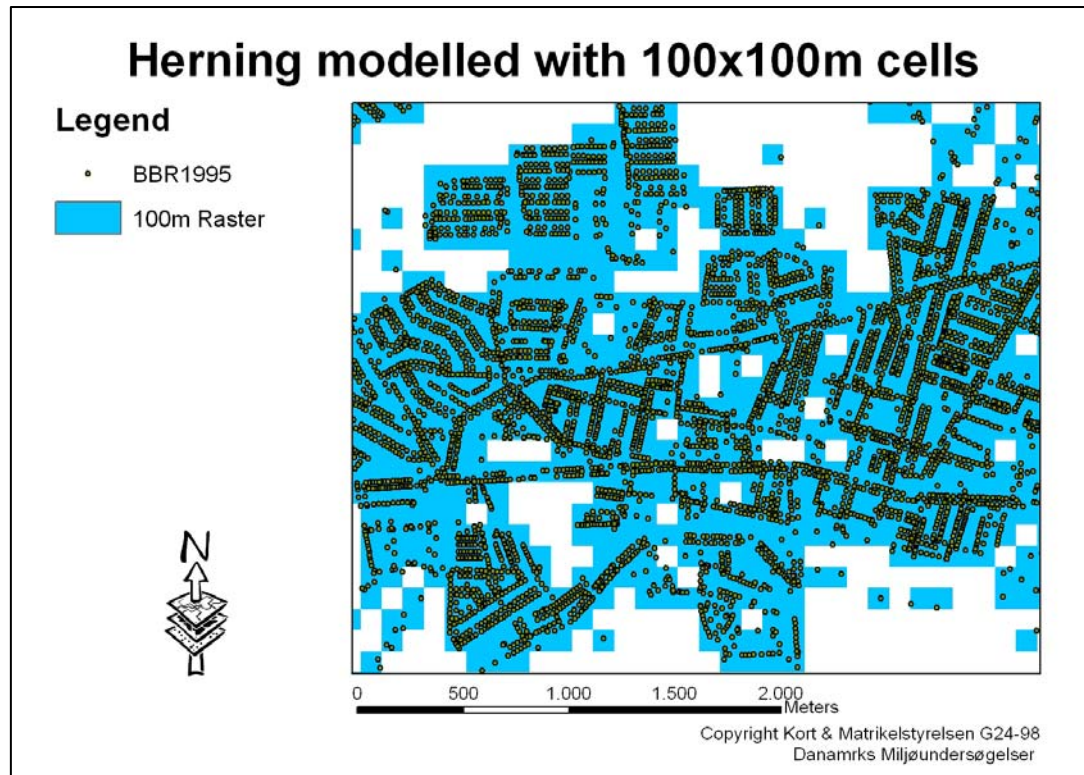 Herning modelled with 100x100m cells
Legend
BBR1995
100m Raster
N
0 500 1.000 1.500 2.000
Meters
Copyright Kort & Matrikelstyrelsen G24-98
Danamrks Miljøundersøgelser